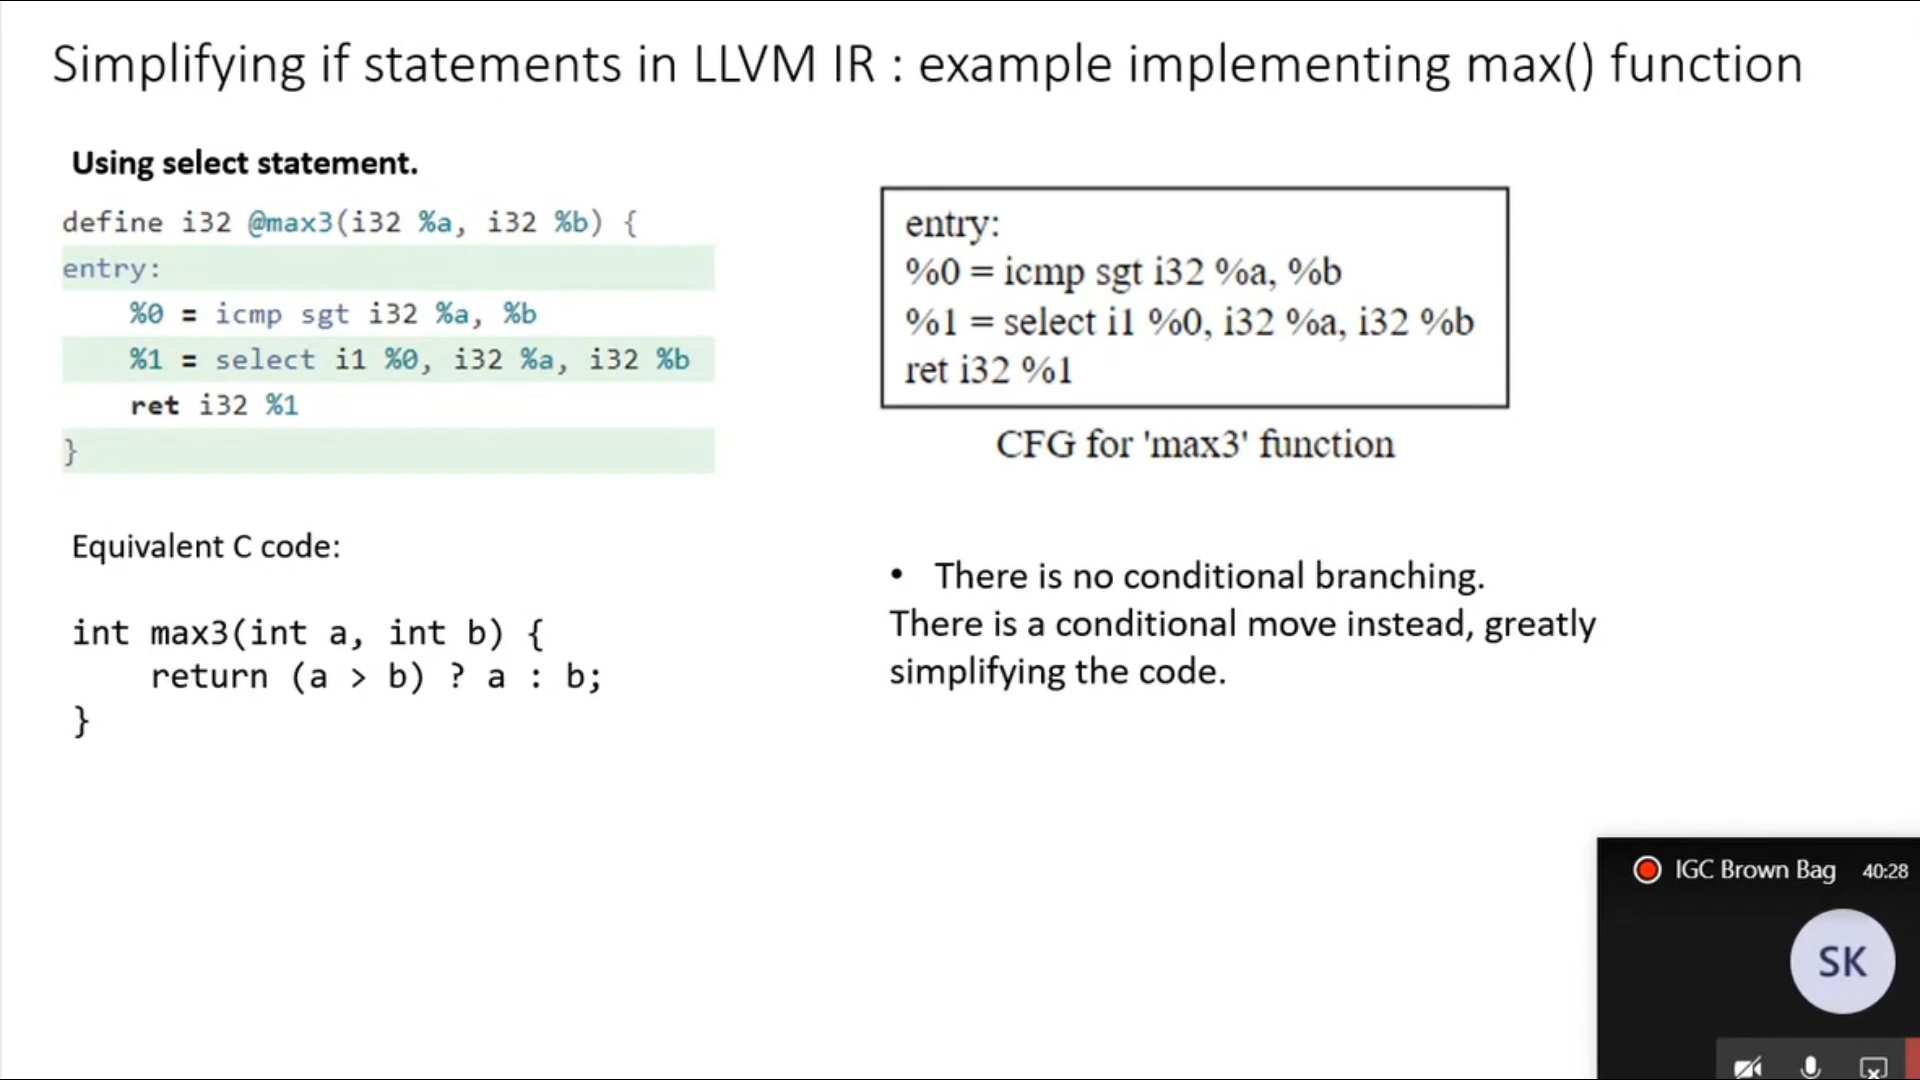 Simplifying if statements in LLVM IR : example implementing max() function
Using select statement.
define i32 @max3(i32 %a, i32 %b) {
entry:
%0 = icmp sgt i32 %a, %b
%1 = select i1 %0, i32 %a, i32 %b
ret i32 %1
}
Equivalent C code:
int max3(int a, int b) {
return (a > b) ? a : b;
}
entry:
%0 = icmp sgt i32 %a, %b
%1 = select i1 %0, i32 %a, i32 %b
ret i32 %1
CFG for 'max3' function
• There is no conditional branching.
There is a conditional move instead, greatly
simplifying the code.
IGC Brown Bag 40:28
SK